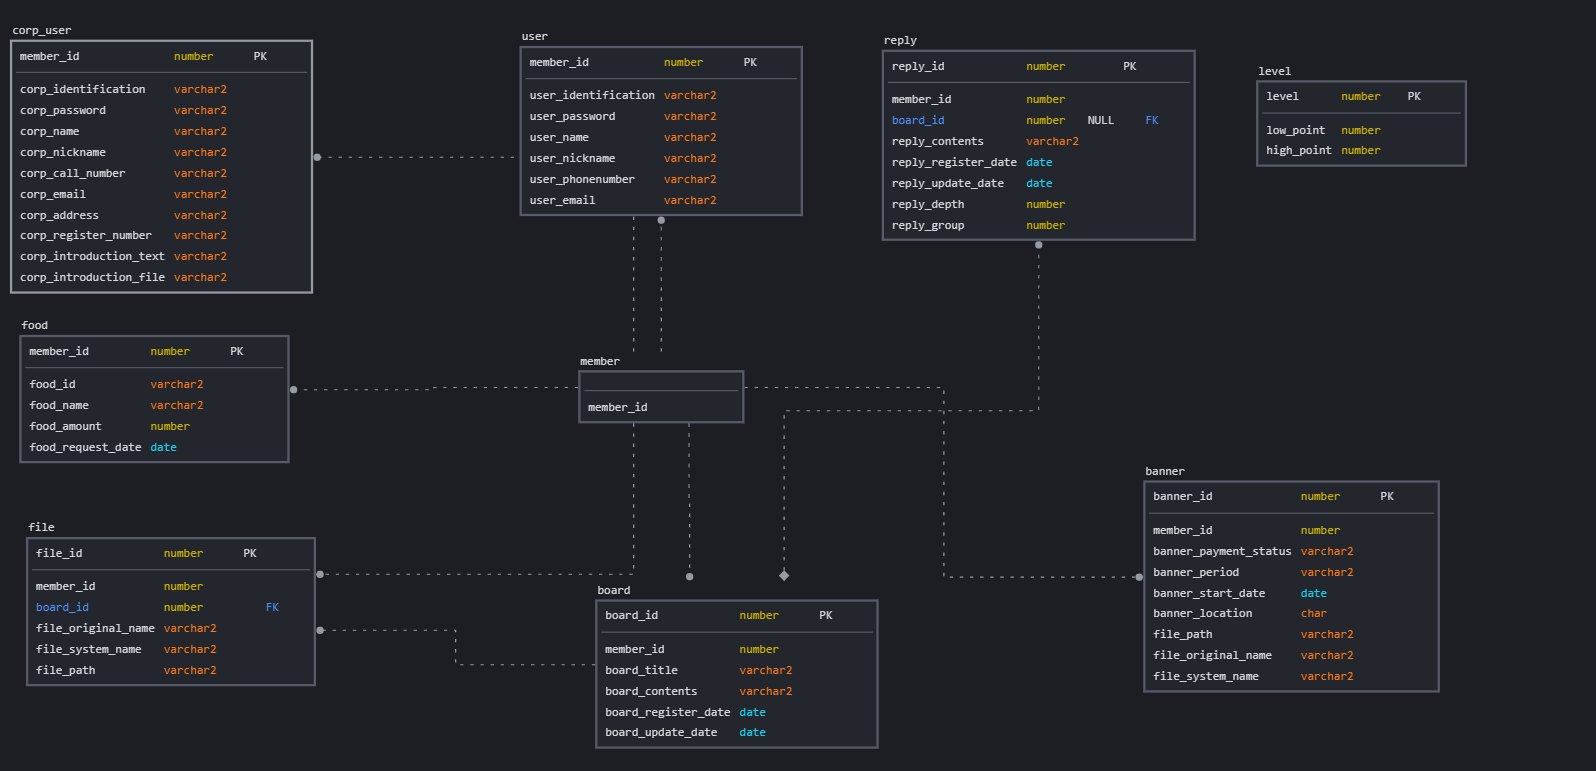 corp_user
member_id number PK
corp_identification varchar2
corp_password varchar2
corp_name varchar2
corp_nickname varchar2
corp_call_number varchar2
corp_email varchar2
corp_address varchar2
corp_register_number varchar2
corp_introduction_text varchar2
corp_introduction_file varchar2
user
member_id number PK
user_identification varchar2
user_password varchar2
user_name varchar2
user_nickname varchar2
user_phonenumber varchar2
user_email varchar2
reply
reply_id number PK
member_id number
board_id number NULL FK
reply_contents varchar2
reply_register_date date
reply_update_date date
reply_depth number
reply_group number
level
level number PK
low_point number
high_point number
food
member_id number PK
food_id varchar2
food_name varchar2
food_amount number
food_request_date date
member
member_id
file
file_id number PK
member_id number
board_id number FK
file_original_name varchar2
file_system_name varchar2
file_path varchar2
board
board_id number PK
member_id number
board_title varchar2
board_contents varchar2
board_register_date date
board_update_date date
banner
banner_id number PK
member_id number
banner_payment_status varchar2
banner_period varchar2
banner_start_date date
banner_location char
file_path varchar2
file_original_name varchar2
file_system_name varchar2